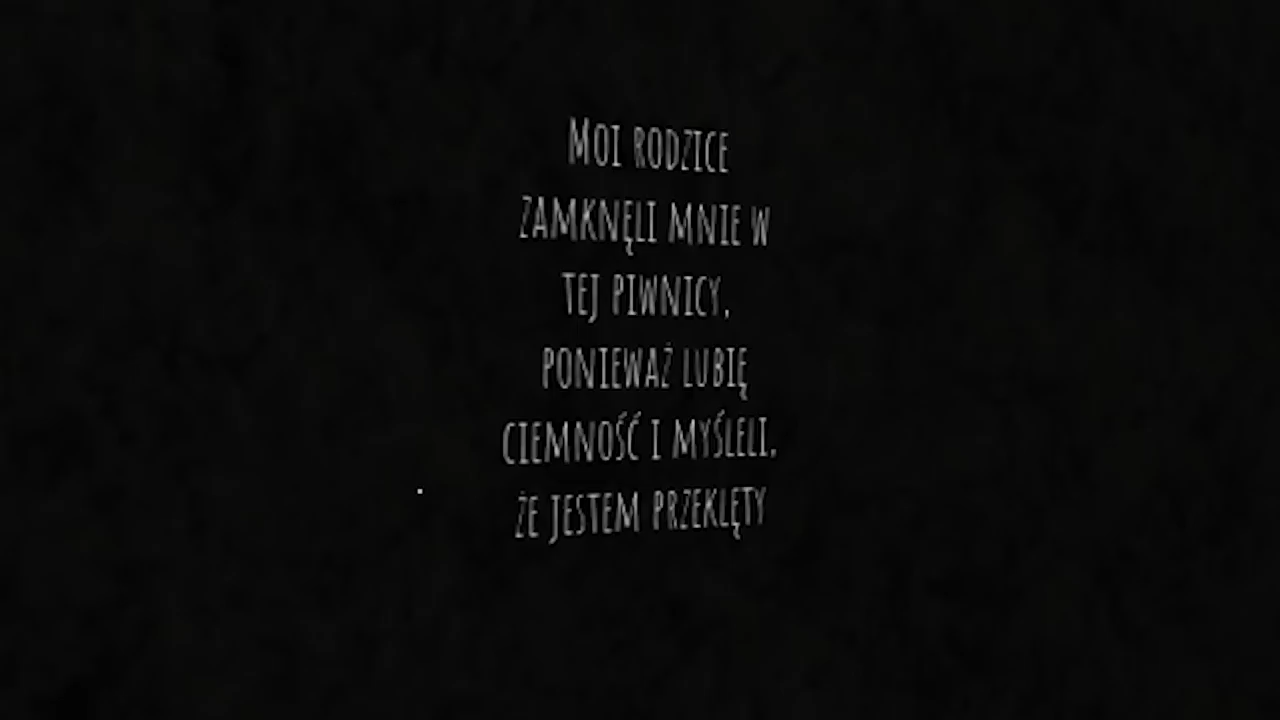 Moi rodzice
zamknęli mnie w
tej piwnicy,
ponieważ lubię
ciemność i myśleli,
że jestem przeklęty